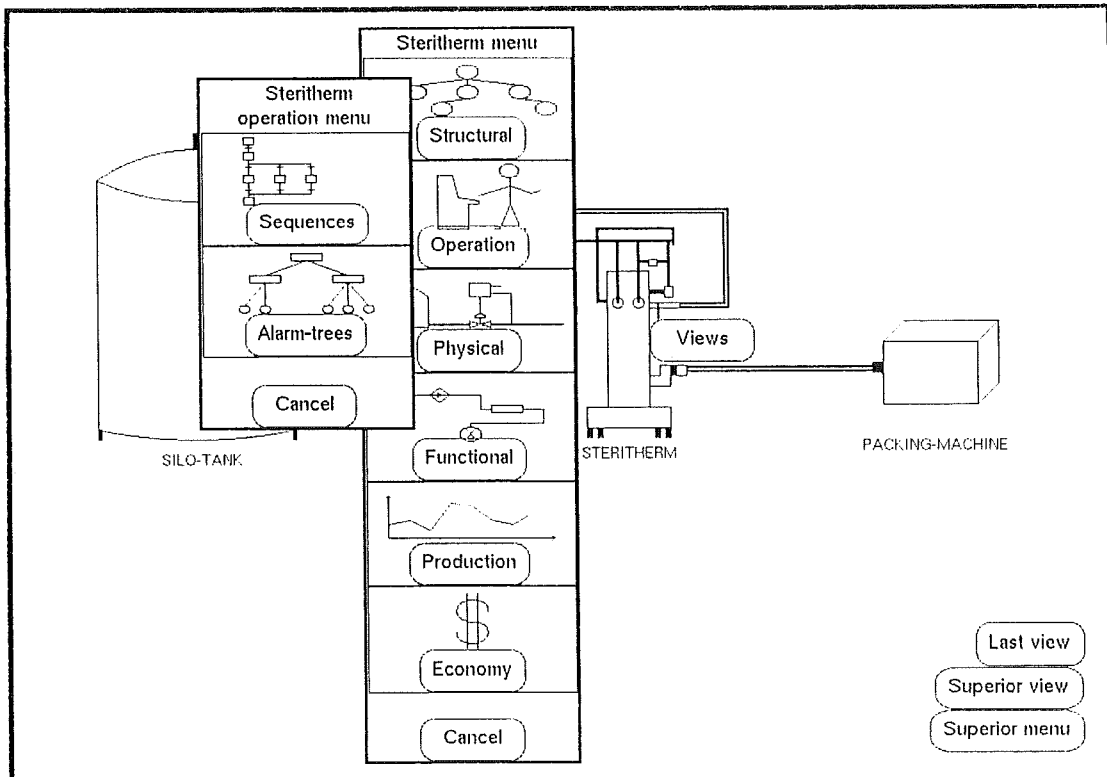 Steritherm menu
Structural
Operation
Physical
Functional
Production
Economy
Cancel
Steritherm
operation menu
Sequences
Alarm-trees
Cancel
Views
SILO-TANK
STERITHERM
PACKING-MACHINE
Last view
Superior view
Superior menu